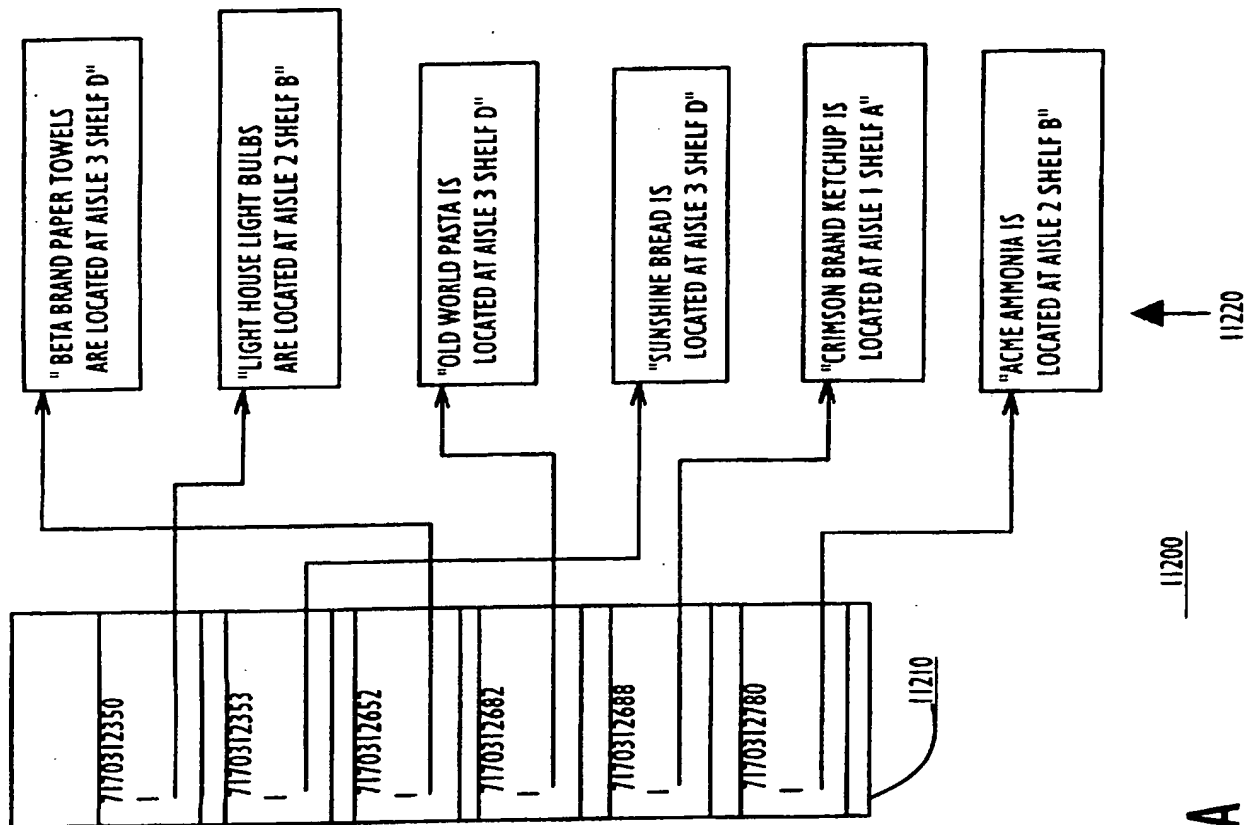 7170312350
7170312353
7170312652
7170312682
7170312688
7170312780
11210
" BETA BRAND PAPER TOWELS
ARE LOCATED AT AISLE 3 SHELF D"
"LIGHT HOUSE LIGHT BULBS
ARE LOCATED AT AISLE 2 SHELF B"
"OLD WORLD PASTA IS
LOCATED AT AISLE 3 SHELF D"
"SUNSHINE BREAD IS
LOCATED AT AISLE 3 SHELF D"
"CRIMSON BRAND KETCHUP IS
LOCATED AT AISLE 1 SHELF A"
"ACME AMMONIA IS
LOCATED AT AISLE 2 SHELF B"
11220
11200
A